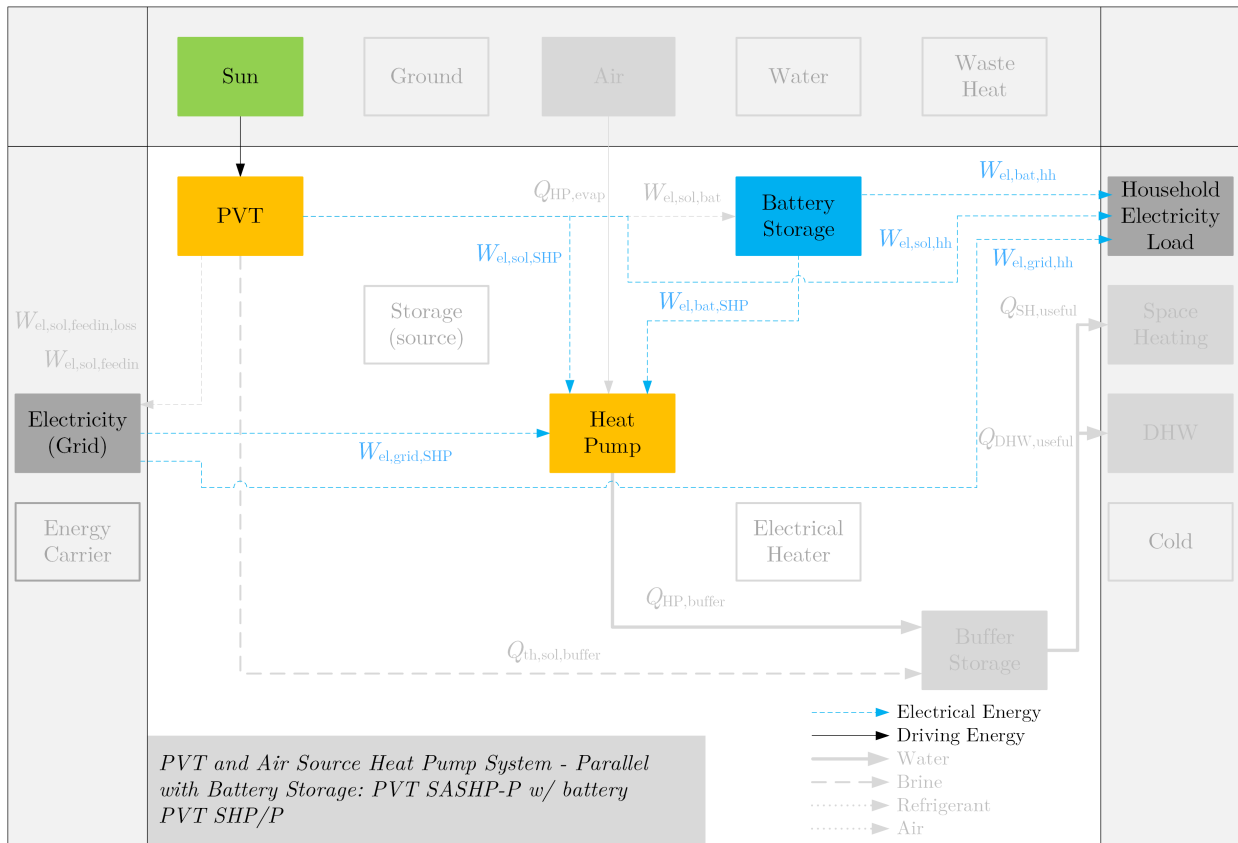 Sun
Ground
Air
Water
Waste
Heat
PVT
Q_HP,evap
W_el,sol,bat
Battery
Storage
W_el,bat,hh
Household
Electricity
Load
W_el,sol,SHP
W_el,sol,hh
W_el,grid,hh
W_el,bat,SHP
Storage
(source)
W_el,sol,feedin,loss
W_el,sol,feedin
Q_SH,useful
Space
Heating
Electricity
(Grid)
W_el,grid,SHP
Heat
Pump
Q_DHW,useful
DHW
Energy
Carrier
Electrical
Heater
Cold
Q_HP,buffer
Q_th,sol,buffer
Buffer
Storage
Electrical Energy
Driving Energy
Water
Brine
Refrigerant
Air
PVT and Air Source Heat Pump System - Parallel
with Battery Storage: PVT SASHP-P w/ battery
PVT SHP/P